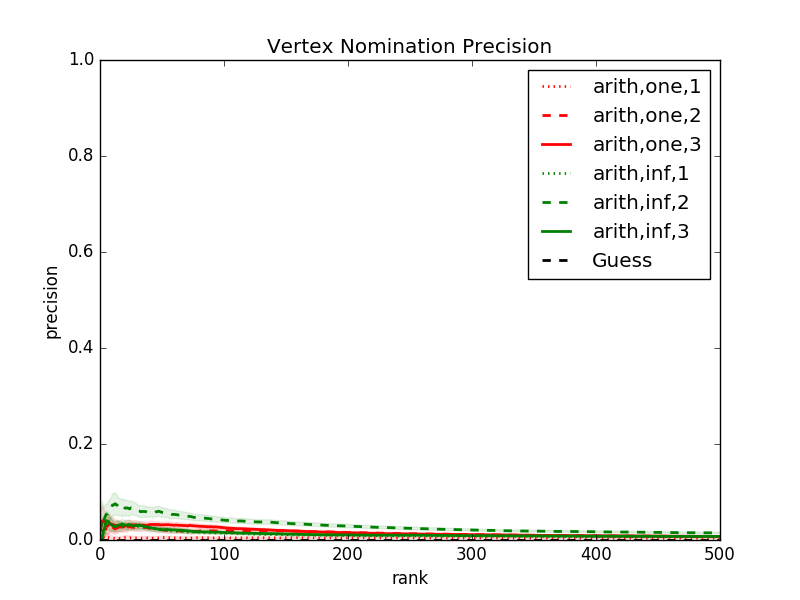 Vertex Nomination Precision
1.0
0.8
0.6
0.4
0.2
0.0
precision
0 100 200 300 400 500
rank
arith,one,1
arith,one,2
arith,one,3
arith,inf,1
arith,inf,2
arith,inf,3
Guess